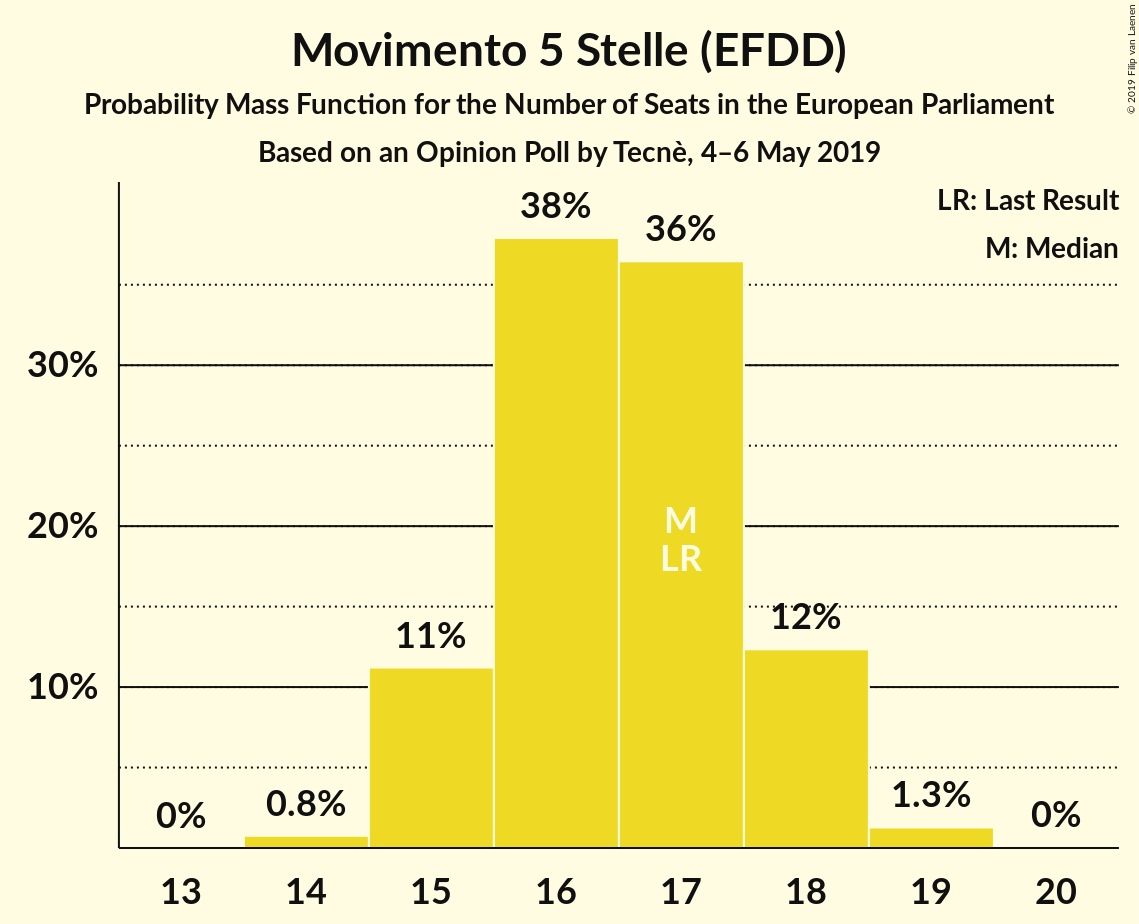 Movimento 5 Stelle (EFDD)
Probability Mass Function for the Number of Seats in the European Parliament
Based on an Opinion Poll by Tecnè, 4–6 May 2019
© 2019 Filip van Laenen
LR: Last Result
M: Median
38%
36%
30%
20%
M
LR
12%
11%
10%
1.3%
0.8%
0%
0%
13 14 15 16 17 18 19 20